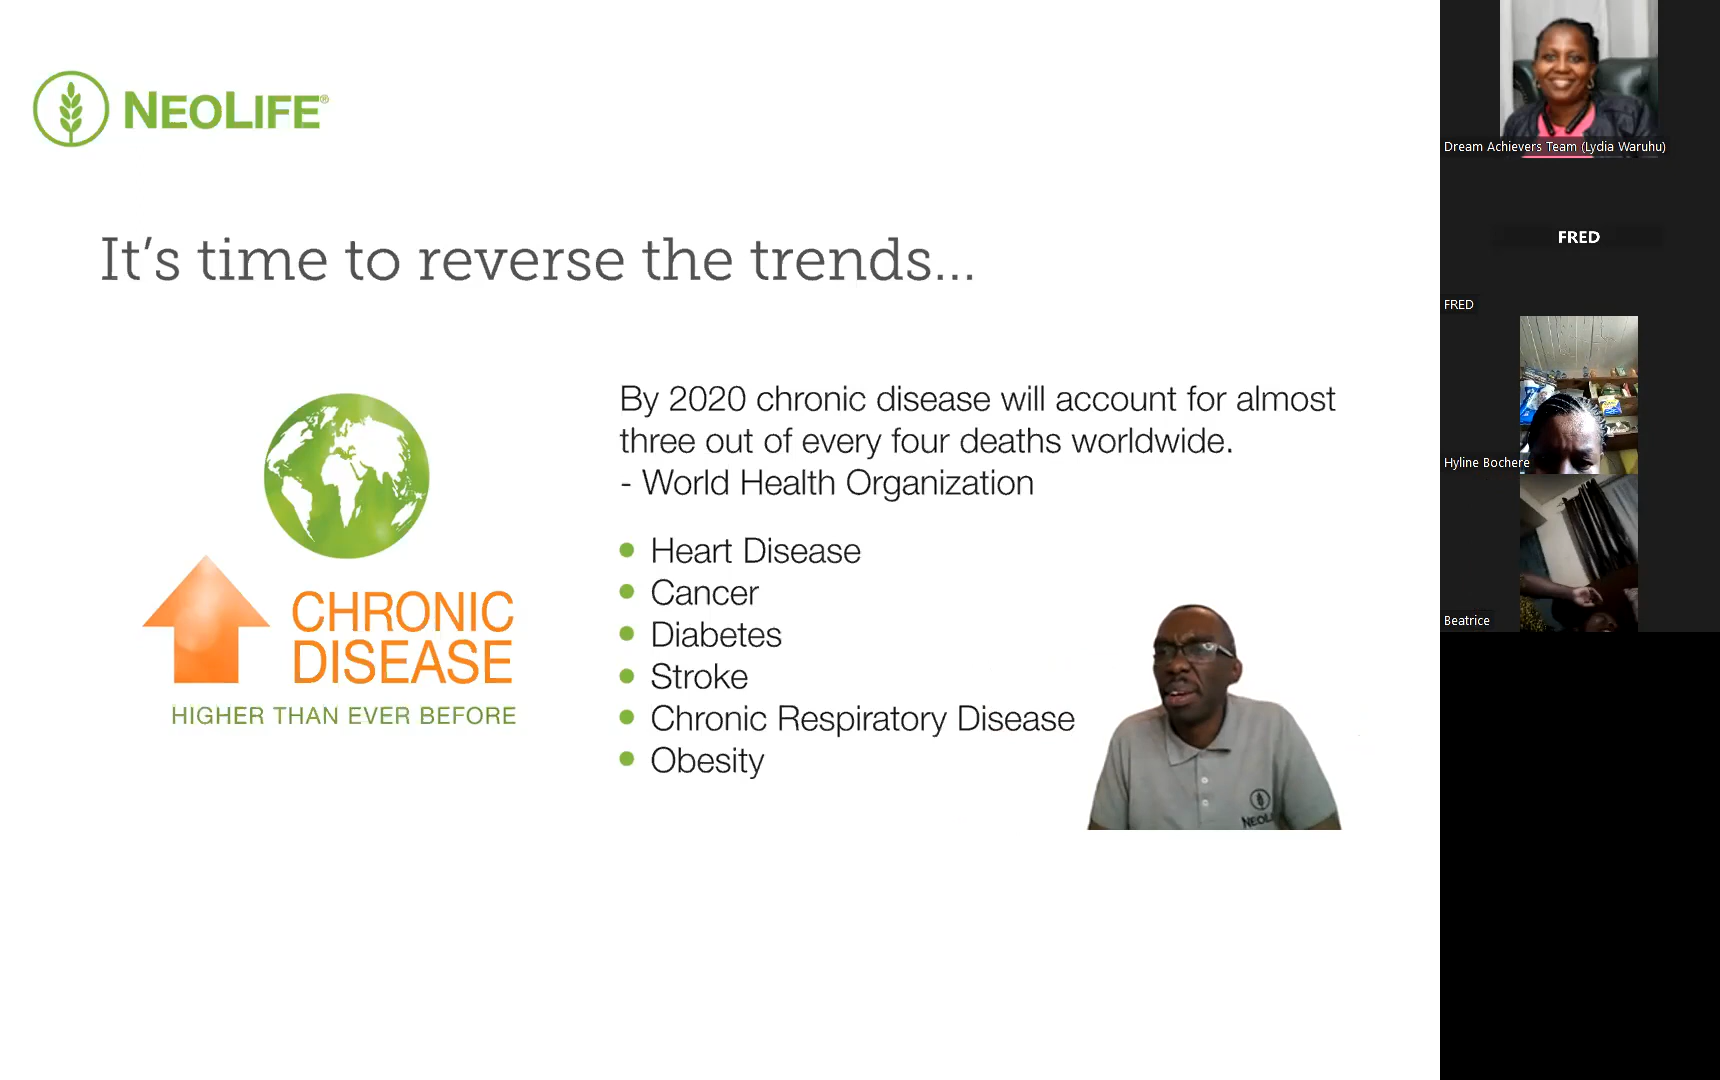 NEOLIFE®
It's time to reverse the trends...
By 2020 chronic disease will account for almost
three out of every four deaths worldwide.
- World Health Organization
Heart Disease
Cancer
Diabetes
Stroke
Chronic Respiratory Disease
Obesity
CHRONIC
DISEASE
HIGHER THAN EVER BEFORE
Dream Achievers Team (Lydia Waruhu)
FRED
FRED
Hyline Bochere
Beatrice